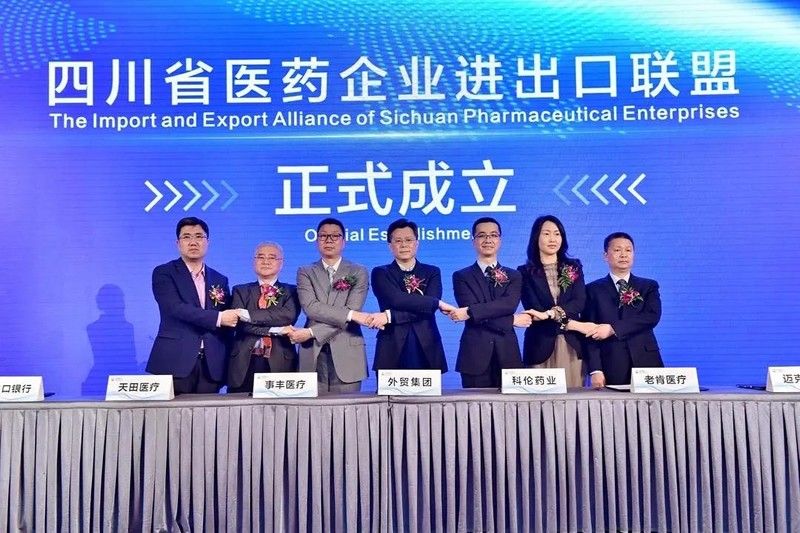 四川省医药企业进出口联盟
The Import and Export Alliance of Sichuan Pharmaceutical Enterprises
正式成立
口银行
天田医疗
事丰医疗
外贸集团
科伦药业
老肯医疗
迈克